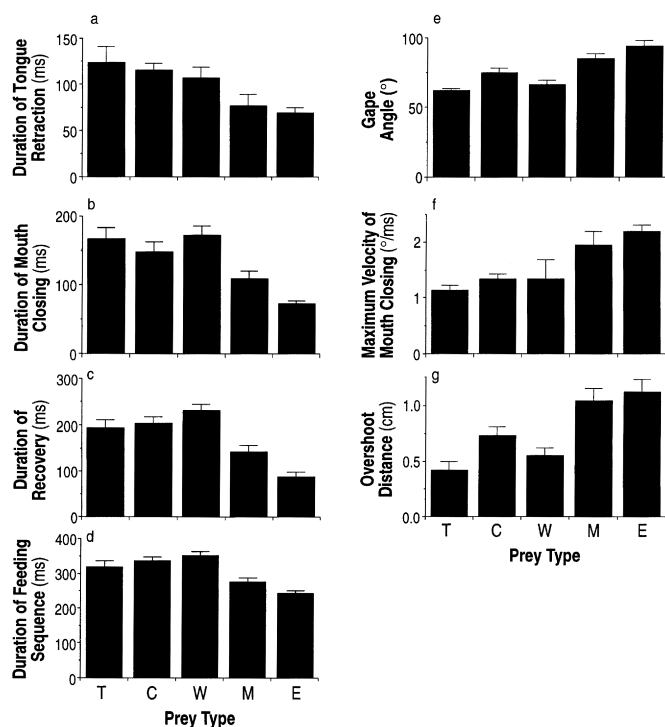 a
Duration of Tongue
Retraction (ms)
150
100
50
0
b
Duration of Mouth
Closing (ms)
200
100
0
c
Duration of
Recovery (ms)
300
200
100
0
d
Duration of Feeding
Sequence (ms)
400
300
200
100
0
T C W M E
Prey Type
e
Gape
Angle (°)
100
50
0
f
Maximum Velocity of
Mouth Closing (°/ms)
2
1
0
g
Overshoot
Distance (cm)
1.0
0.5
0.0
T C W M E
Prey Type